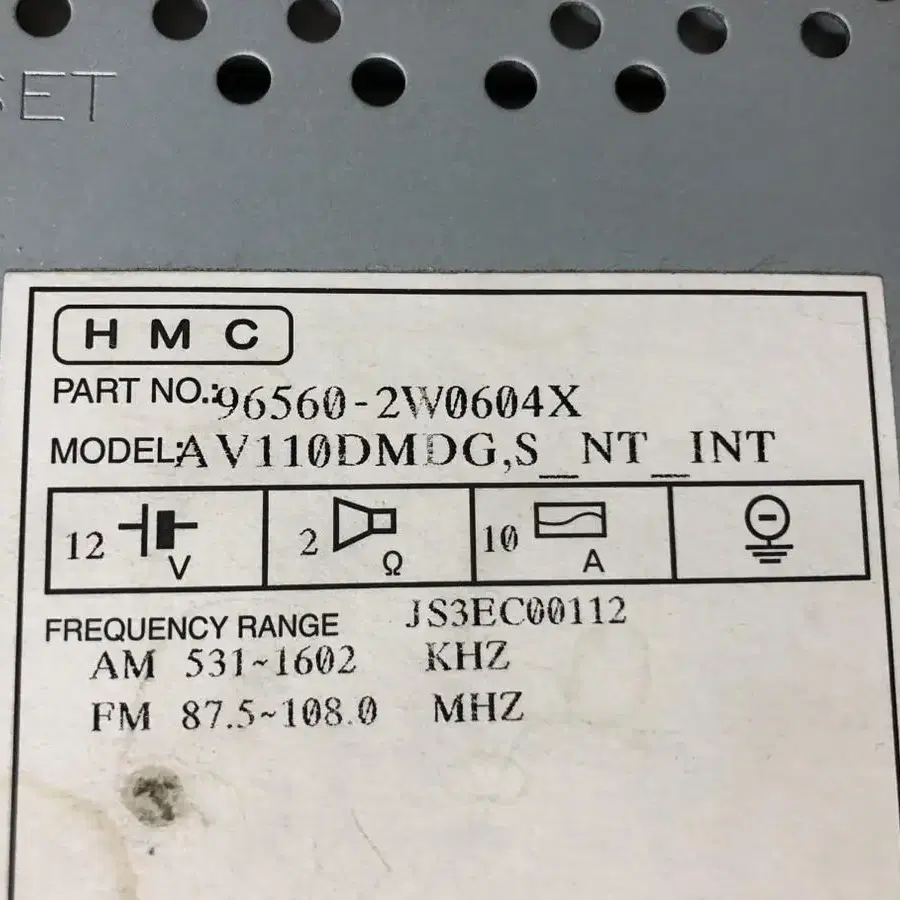 SET
HMC
PART NO.:96560-2W0604X
MODEL:AV110DMDG,S_NT_INT
12 V 2 Ω 10 A
FREQUENCY RANGE JS3EC00112
AM 531~1602 KHZ
FM 87.5~108.0 MHZ